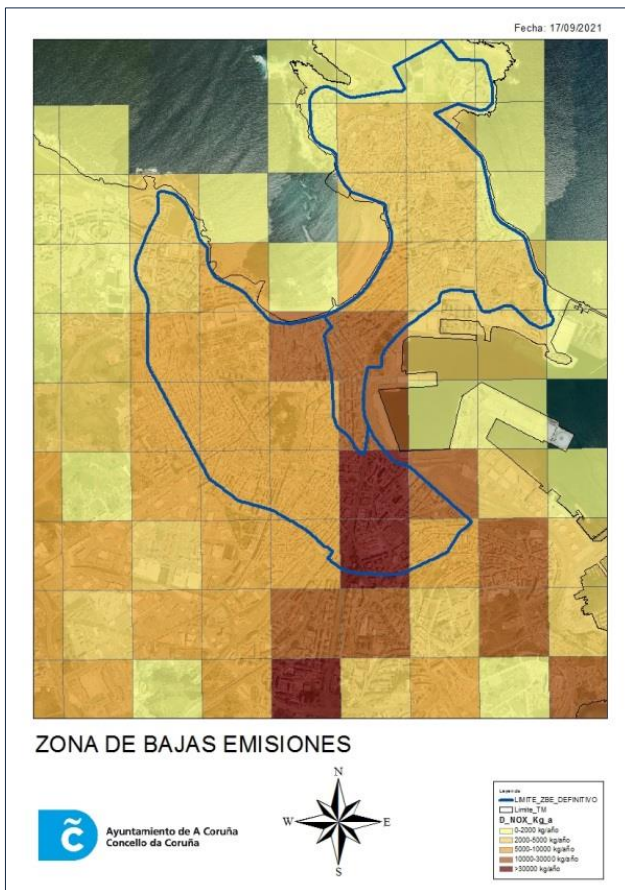 Fecha: 17/09/2021
ZONA DE BAJAS EMISIONES
Ayuntamiento de A Coruña
Concello da Coruña
N
W
E
S
Leyenda
LIMITE_ZBE_DEFINITIVO
Limite_TM
D_NOX_Kg_a
0-2000 kg/año
2000-5000 kg/año
5000-10000 kg/año
10000-30000 kg/año
>30000 kg/año